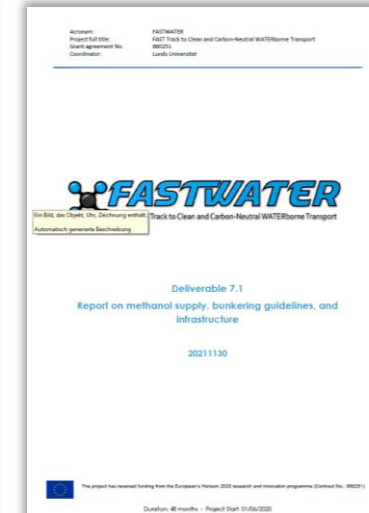 Acronym: FASTWATER
Project full title: FAST Track to Clean and Carbon-Neutral WATERborne Transport
Grant agreement No. 860251
Coordinator: Lunds Universitet
FASTWATER
Track to Clean and Carbon-Neutral WATERborne Transport
Ein Bild, das Objekt, Uhr, Zeichnung enthält.
Automatisch generierte Beschreibung
Deliverable 7.1
Report on methanol supply, bunkering guidelines, and
infrastructure
20211130
The project has received funding from the European's Horizon 2020 research and innovation programme (Contract No.: 860251)
Duration: 48 months - Project Start: 01/06/2020